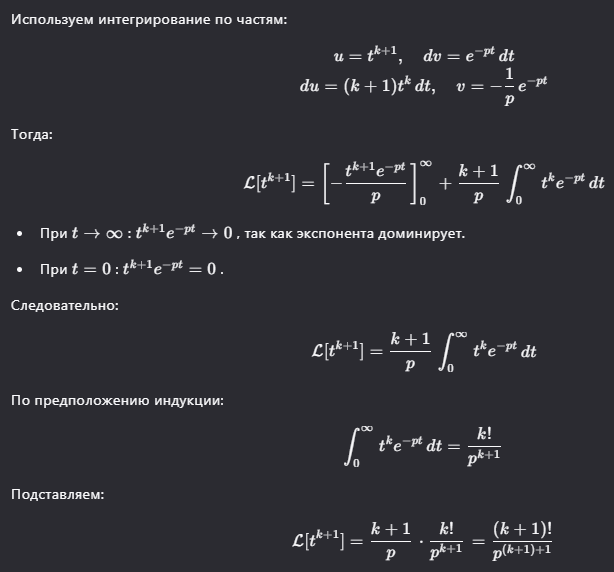 Используем интегрирование по частям:
u = t^{k+1}, dv = e^{-pt} dt
du = (k + 1)t^k dt, v = -\frac{1}{p} e^{-pt}
Тогда:
\mathcal{L}[t^{k+1}] = \left[ -\frac{t^{k+1} e^{-pt}}{p} \right]_0^\infty + \frac{k + 1}{p} \int_0^\infty t^k e^{-pt} dt
• При t → ∞ : t^{k+1} e^{-pt} → 0 , так как экспонента доминирует.
• При t = 0 : t^{k+1} e^{-pt} = 0 .
Следовательно:
\mathcal{L}[t^{k+1}] = \frac{k + 1}{p} \int_0^\infty t^k e^{-pt} dt
По предположению индукции:
\int_0^\infty t^k e^{-pt} dt = \frac{k!}{p^{k+1}}
Подставляем:
\mathcal{L}[t^{k+1}] = \frac{k + 1}{p} \cdot \frac{k!}{p^{k+1}} = \frac{(k + 1)!}{p^{(k+1)+1}}